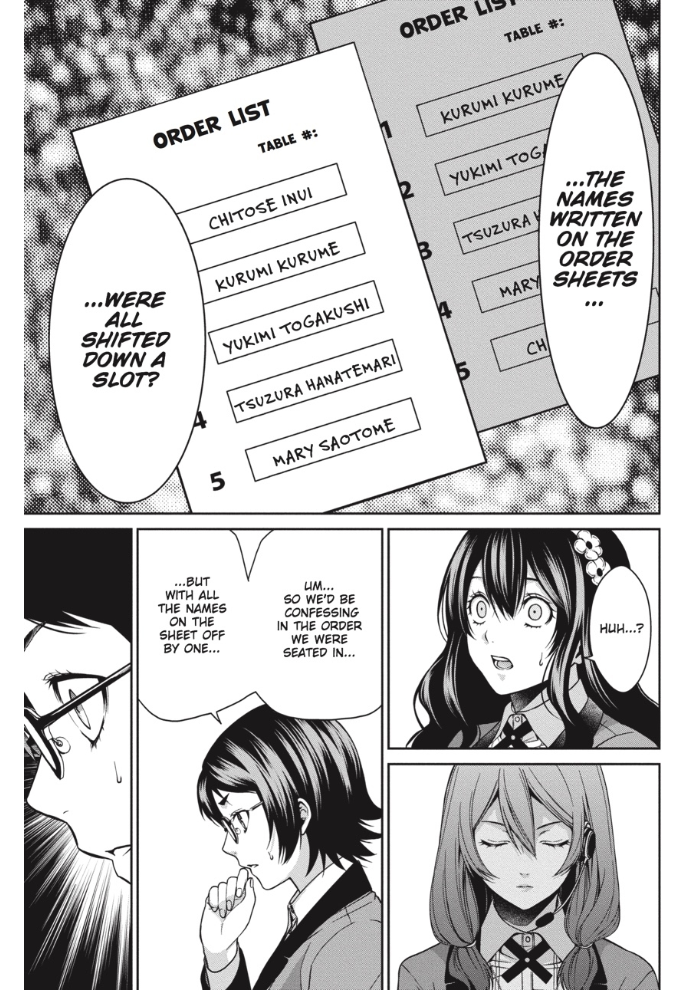 ORDER LIST
TABLE #:
1 KURUMI KURUME
2 YUKIMI TOGA
3 TSUZURA H
4 MARY
5 CH
...THE
NAMES
WRITTEN
ON THE
ORDER
SHEETS
...
ORDER LIST
TABLE #:
CHITOSE INUI
KURUMI KURUME
YUKIMI TOGAKUSHI
4 TSUZURA HANATEMARI
5 MARY SAOTOME
...WERE
ALL
SHIFTED
DOWN A
SLOT?
HUH...?
UM...
SO WE'D BE
CONFESSING
IN THE ORDER
WE WERE
SEATED IN...
...BUT
WITH ALL
THE NAMES
ON THE
SHEET OFF
BY ONE...